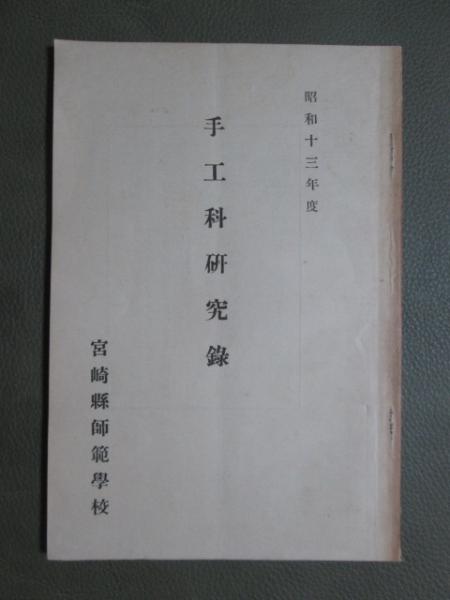 昭和十三年度
手工科研究錄
宮崎縣師範學校